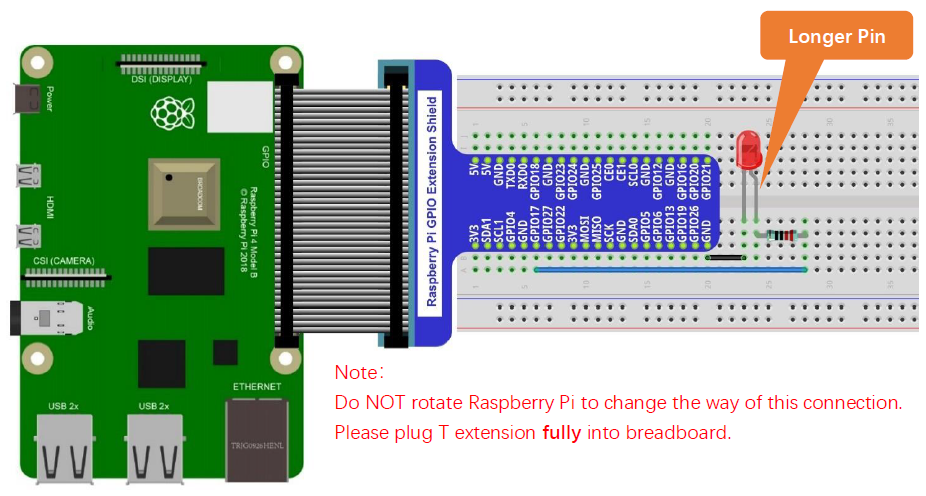 Longer Pin
DSI (DISPLAY)
Power
HDMI
CSI (CAMERA)
Audio
USB 2x
USB 2x
ETHERNET
GPIO
Raspberry Pi 4 Model B
© Raspberry Pi 2018
BROADCOM
Raspberry Pi GPIO Extension Shield
5V
5V
GND
TXD0
RXD0
GPIO18
GND
GPIO23
GPIO24
GND
GPIO25
CE0
CE1
SCL0
GND
GPIO12
GND
GPIO16
GPIO20
GPIO21
3V3
SDA1
SCL1
GPIO4
GND
GPIO17
GPIO27
GPIO22
3V3
MOSI
MISO
SCK
GND
SDA0
GPIO5
GPIO6
GPIO13
GPIO19
GPIO26
GND
Note:
Do NOT rotate Raspberry Pi to change the way of this connection.
Please plug T extension fully into breadboard.